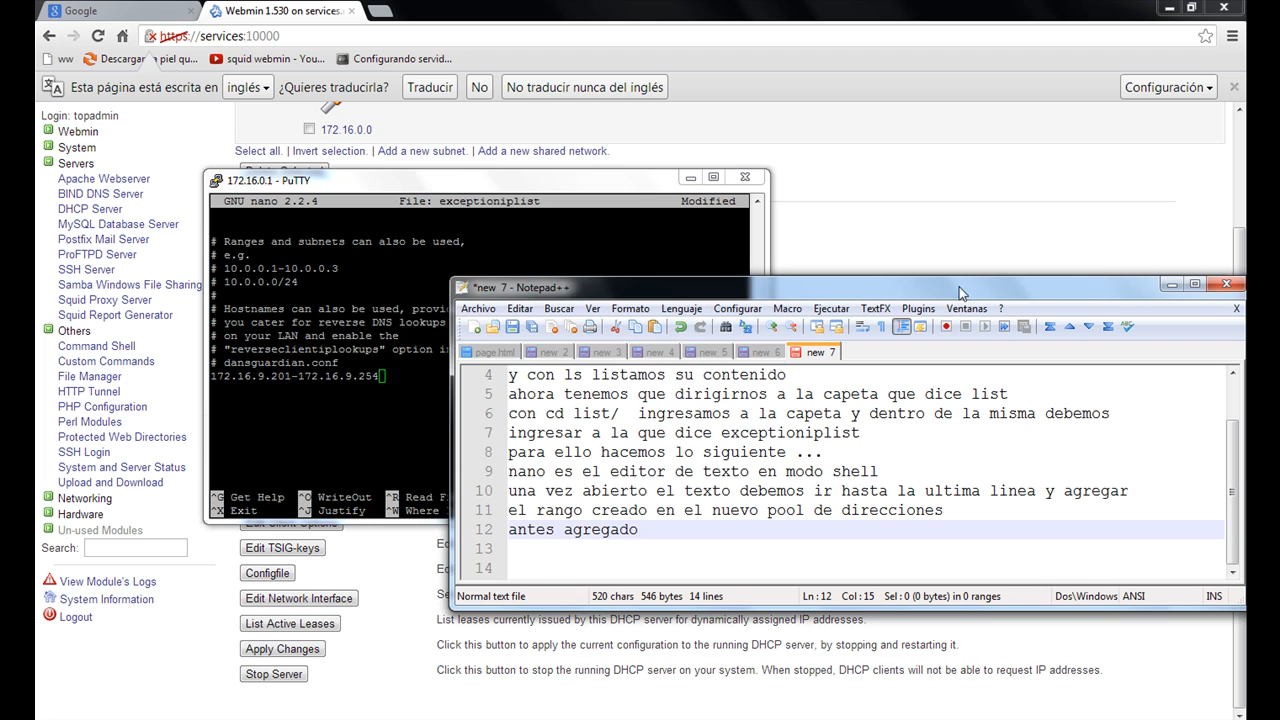 Google
Webmin 1.530 on services.
https://services:10000
ww
Descargar a piel qu...
squid webmin - You...
Configurando servid...
Esta página está escrita en
inglés
¿Quieres traducirla?
Traducir
No
No traducir nunca del inglés
Configuración
Login: topadmin
Webmin
System
Servers
Apache Webserver
BIND DNS Server
DHCP Server
MySQL Database Server
Postfix Mail Server
ProFTPD Server
SSH Server
Samba Windows File Sharing
Squid Proxy Server
Squid Report Generator
Others
Command Shell
Custom Commands
File Manager
HTTP Tunnel
PHP Configuration
Perl Modules
Protected Web Directories
SSH Login
System and Server Status
Upload and Download
Networking
Hardware
Un-used Modules
Search:
View Module's Logs
System Information
Logout
172.16.0.0
Select all. | Invert selection. | Add a new subnet. | Add a new shared network.
172.16.0.1 - PuTTY
GNU nano 2.2.4 File: exceptioniplist Modified
# Ranges and subnets can also be used,
# e.g.
# 10.0.0.1-10.0.0.3
# 10.0.0.0/24
#
# Hostnames can also be used, provi
# you cater for reverse DNS lookups
# on your LAN and enable the
# "reverseclientiplookups" option i
# dansguardian.conf
172.16.9.201-172.16.9.254
^G Get Help ^O WriteOut ^R Read F
^X Exit ^J Justify ^W Where
*new 7 - Notepad++
Archivo Editar Buscar Ver Formato Lenguaje Configurar Macro Ejecutar TextFX Plugins Ventanas ? X
page.html new 2 new 3 new 4 new 5 new 6 new 7
4 y con ls listamos su contenido
5 ahora tenemos que dirigirnos a la capeta que dice list
6 con cd list/ ingresamos a la capeta y dentro de la misma debemos
7 ingresar a la que dice exceptioniplist
8 para ello hacemos lo siguiente ...
9 nano es el editor de texto en modo shell
10 una vez abierto el texto debemos ir hasta la ultima linea y agregar
11 el rango creado en el nuevo pool de direcciones
12 antes agregado
13
14
Normal text file 520 chars 546 bytes 14 lines Ln : 12 Col : 15 Sel : 0 (0 bytes) in 0 ranges Dos\Windows ANSI INS
Edit Client Options
Edit TSIG-keys
Configfile
Edit Network Interface
List Active Leases
List leases currently issued by this DHCP server for dynamically assigned IP addresses.
Apply Changes
Click this button to apply the current configuration to the running DHCP server, by stopping and restarting it.
Stop Server
Click this button to stop the running DHCP server on your system. When stopped, DHCP clients will not be able to request IP addresses.